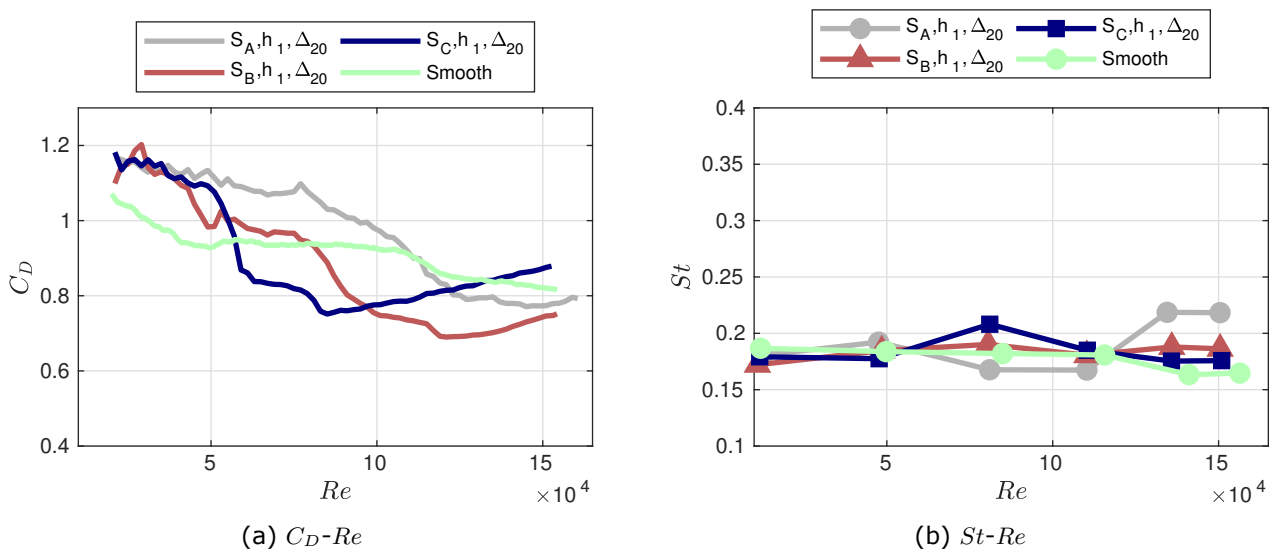 S_A, h_1, Δ_20 S_C, h_1, Δ_20
S_B, h_1, Δ_20 Smooth
C_D
1.2
1
0.8
0.6
0.4
5 10 15
Re
×10^4
(a) C_D-Re
S_A, h_1, Δ_20 S_C, h_1, Δ_20
S_B, h_1, Δ_20 Smooth
St
0.4
0.35
0.3
0.25
0.2
0.15
0.1
5 10 15
Re
×10^4
(b) St-Re